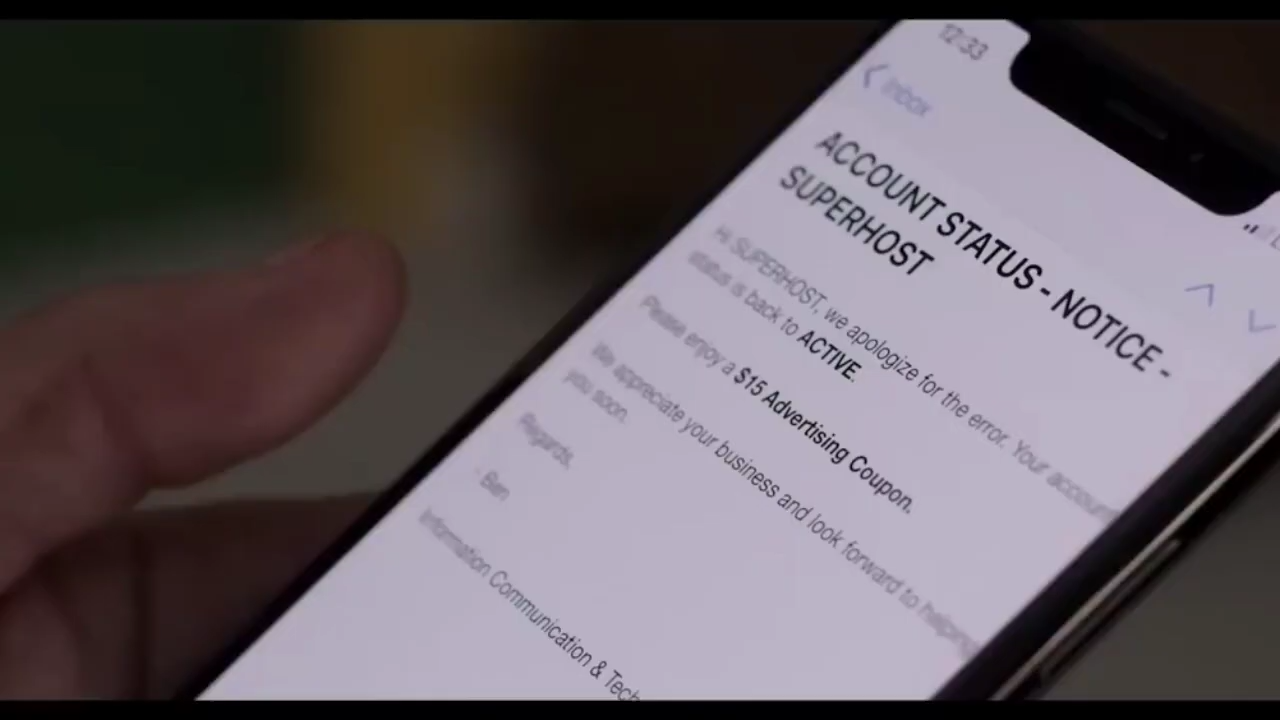 12:33
Inbox
ACCOUNT STATUS - NOTICE -
SUPERHOST
Hi SUPERHOST, we apologize for the error. Your account
status is back to ACTIVE.
Please enjoy a $15 Advertising Coupon.
We appreciate your business and look forward to helping
you soon.
Regards,
- Ben
Information Communication & Tech